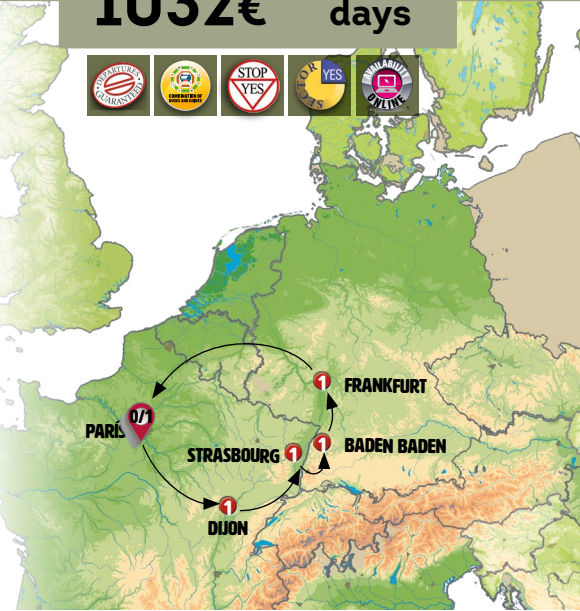 1032€
days
DEPARTURES
GUARANTEED
COMBINATION OF
BUSES AND GUIDES
STOP
YES
SECTOR
YES
AVAILABILITY
ONLINE
FRANKFURT
1
0/1
PARÍS
STRASBOURG
1
1
BADEN BADEN
1
DIJON